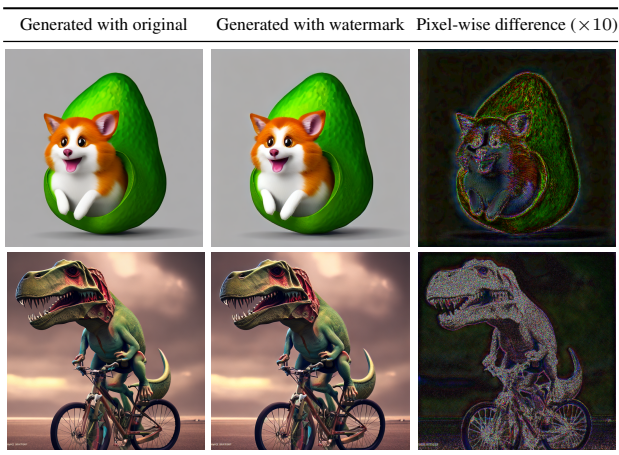 Generated with original
Generated with watermark
Pixel-wise difference (×10)